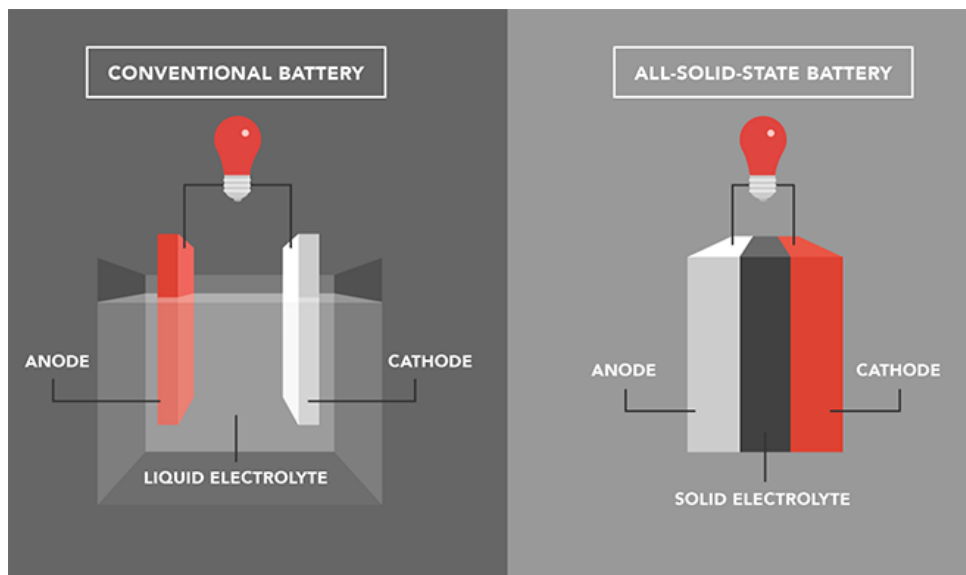 CONVENTIONAL BATTERY
ANODE
CATHODE
LIQUID ELECTROLYTE
ALL-SOLID-STATE BATTERY
ANODE
CATHODE
SOLID ELECTROLYTE